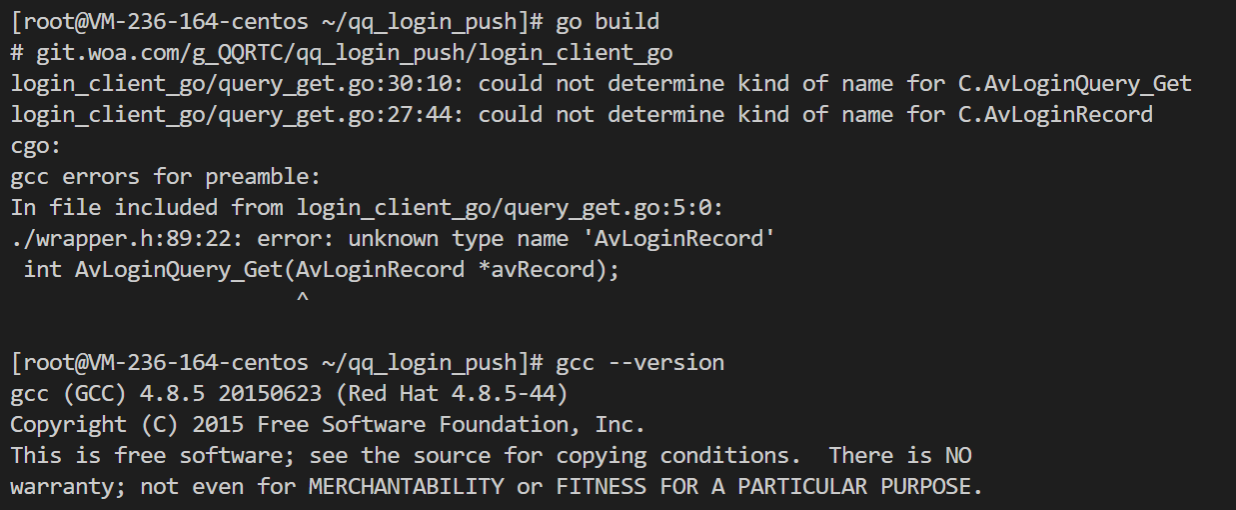 [root@VM-236-164-centos ~/qq_login_push]# go build
# git.woa.com/g_QQRTC/qq_login_push/login_client_go
login_client_go/query_get.go:30:10: could not determine kind of name for C.AvLoginQuery_Get
login_client_go/query_get.go:27:44: could not determine kind of name for C.AvLoginRecord
cgo:
gcc errors for preamble:
In file included from login_client_go/query_get.go:5:0:
./wrapper.h:89:22: error: unknown type name 'AvLoginRecord'
 int AvLoginQuery_Get(AvLoginRecord *avRecord);
                      ^
[root@VM-236-164-centos ~/qq_login_push]# gcc --version
gcc (GCC) 4.8.5 20150623 (Red Hat 4.8.5-44)
Copyright (C) 2015 Free Software Foundation, Inc.
This is free software; see the source for copying conditions.  There is NO
warranty; not even for MERCHANTABILITY or FITNESS FOR A PARTICULAR PURPOSE.